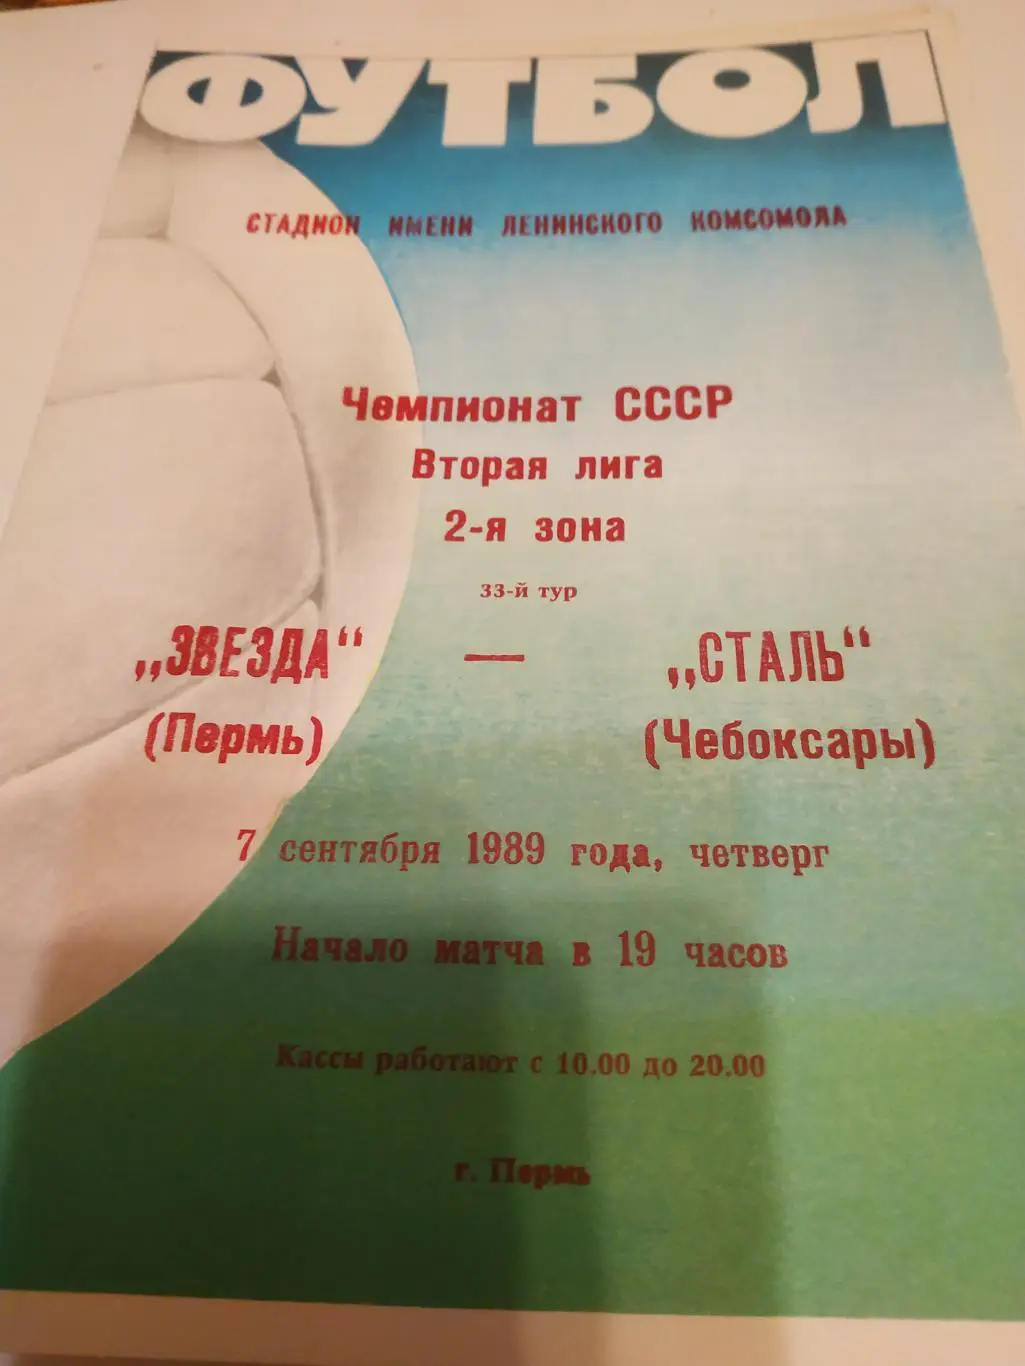 ФУТБОЛ
СТАДИОН ИМЕНИ ЛЕНИНСКОГО КОМСОМОЛА
Чемпионат СССР
Вторая лига
2-я зона
33-й тур
„ЗВЕЗДА“ — „СТАЛЬ“
(Пермь) (Чебоксары)
7 сентября 1989 года, четверг
Начало матча в 19 часов
Кассы работают с 10.00 до 20.00
г. Пермь